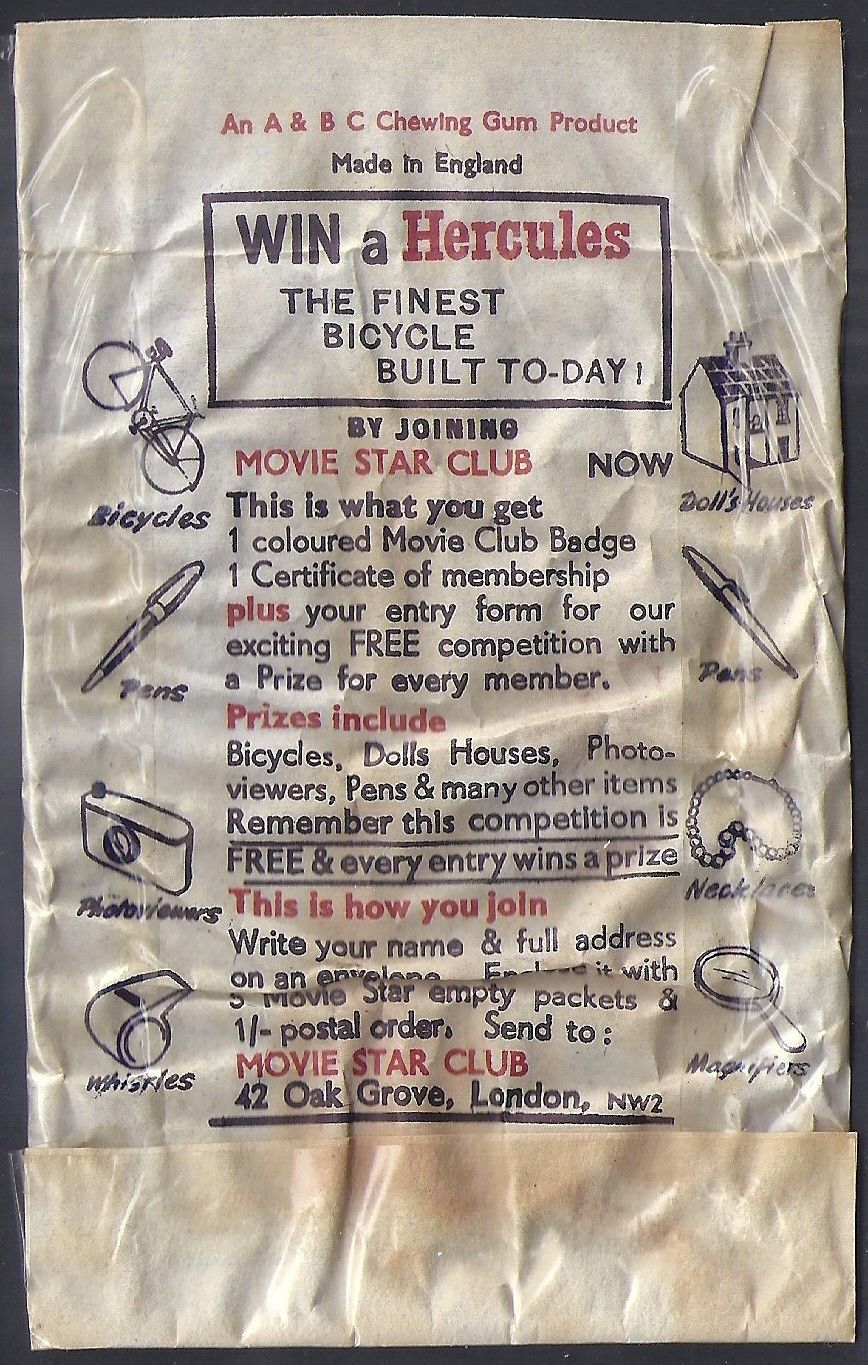 An A & B C Chewing Gum Product
Made in England
WIN a Hercules
THE FINEST
BICYCLE
BUILT TO-DAY!
BY JOINING
MOVIE STAR CLUB NOW
Bicycles
Doll's Houses
This is what you get
1 coloured Movie Club Badge
1 Certificate of membership
plus your entry form for our
exciting FREE competition with
a Prize for every member.
Pens
Pens
Prizes include
Bicycles, Dolls Houses, Photo-
viewers, Pens & many other items
Remember this competition is
FREE & every entry wins a prize
Photoviewers
Necklaces
This is how you join
Write your name & full address
on an envelope. Enclose it with
5 Movie Star empty packets &
1/- postal order. Send to:
Whistles
Magnifiers
MOVIE STAR CLUB
42 Oak Grove, London, NW2